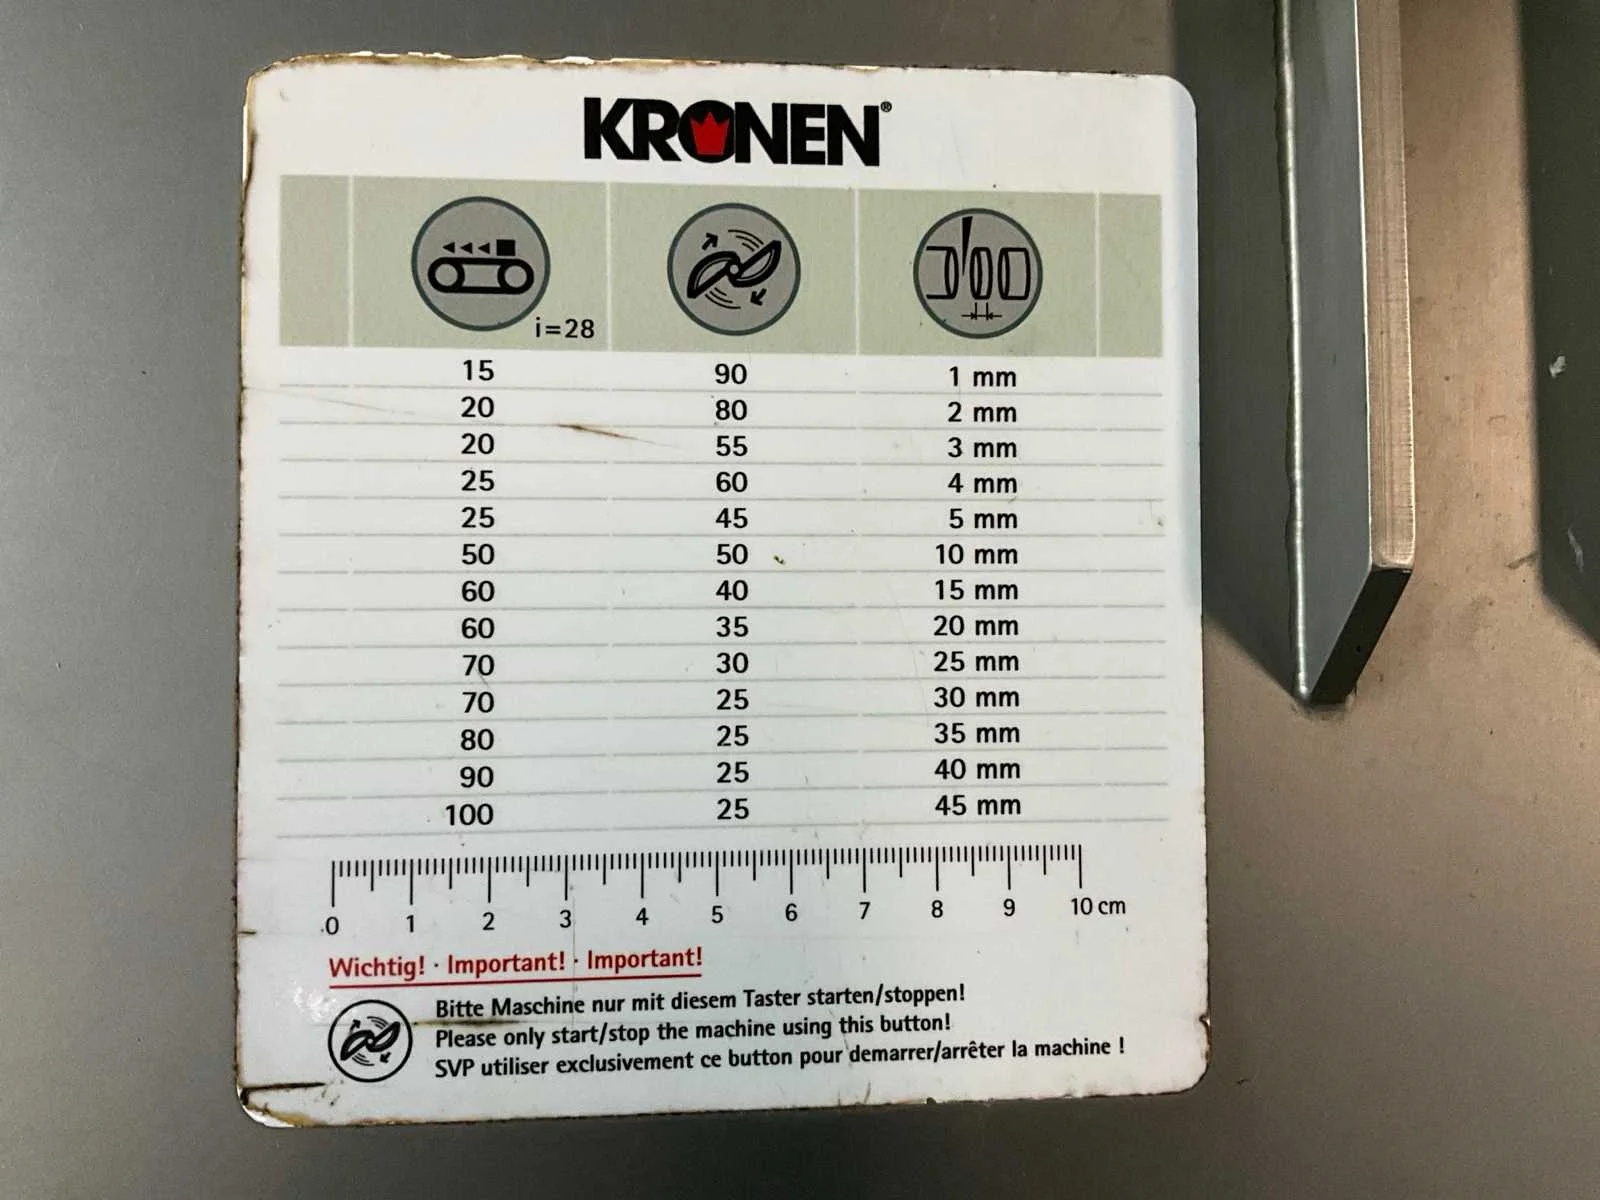 KRONEN®
i=28
15 90 1 mm
20 80 2 mm
20 55 3 mm
25 60 4 mm
25 45 5 mm
50 50 10 mm
60 40 15 mm
60 35 20 mm
70 30 25 mm
70 25 30 mm
80 25 35 mm
90 25 40 mm
100 25 45 mm
0 1 2 3 4 5 6 7 8 9 10 cm
Wichtig! · Important! · Important!
Bitte Maschine nur mit diesem Taster starten/stoppen!
Please only start/stop the machine using this button!
SVP utiliser exclusivement ce button pour demarrer/arrêter la machine !